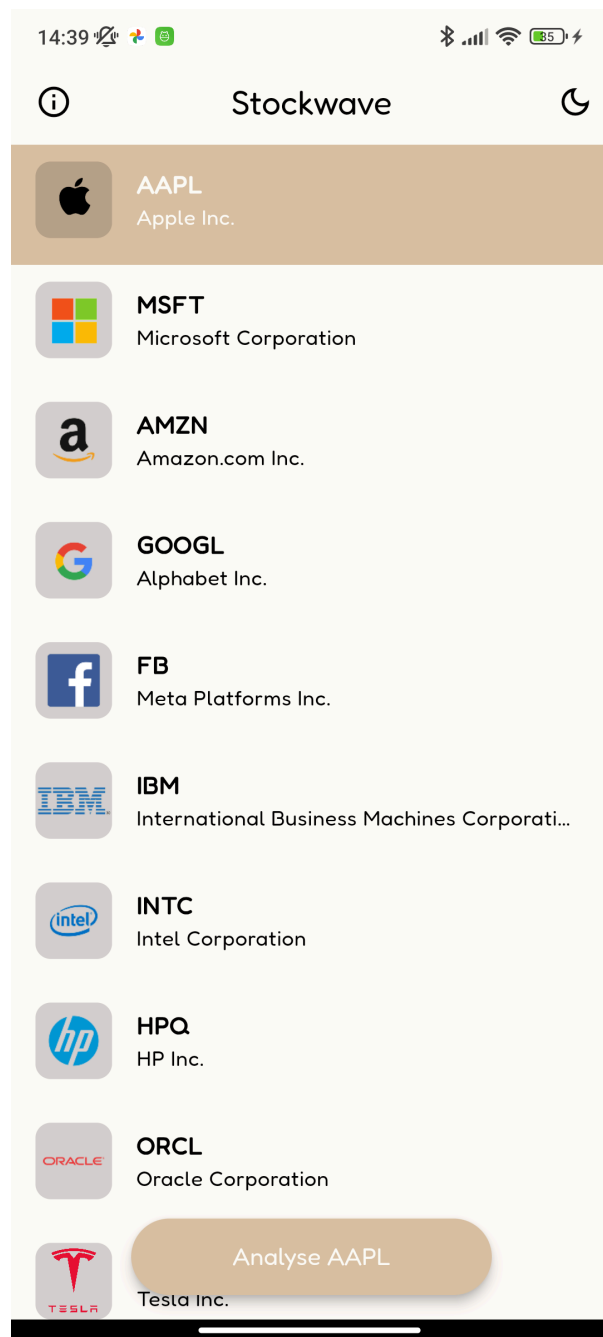 14:39
35
Stockwave
AAPL
Apple Inc.
MSFT
Microsoft Corporation
a
AMZN
Amazon.com Inc.
G
GOOGL
Alphabet Inc.
f
FB
Meta Platforms Inc.
IBM
IBM
International Business Machines Corporati...
intel
INTC
Intel Corporation
hp
HPQ
HP Inc.
ORACLE
ORCL
Oracle Corporation
Analyse AAPL
TESLA
Tesla Inc.